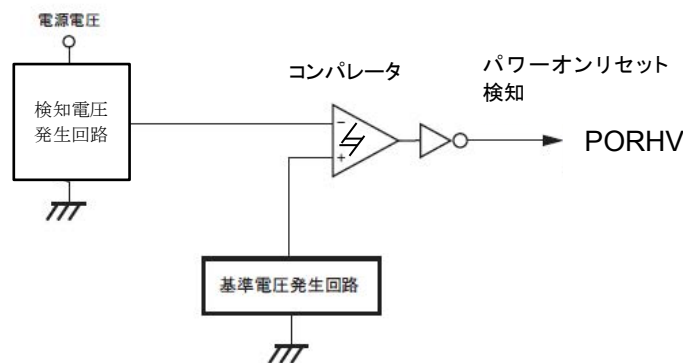 電源電圧
検知電圧
発生回路
コンパレータ
−
+
パワーオンリセット
検知
PORHV
基準電圧発生回路